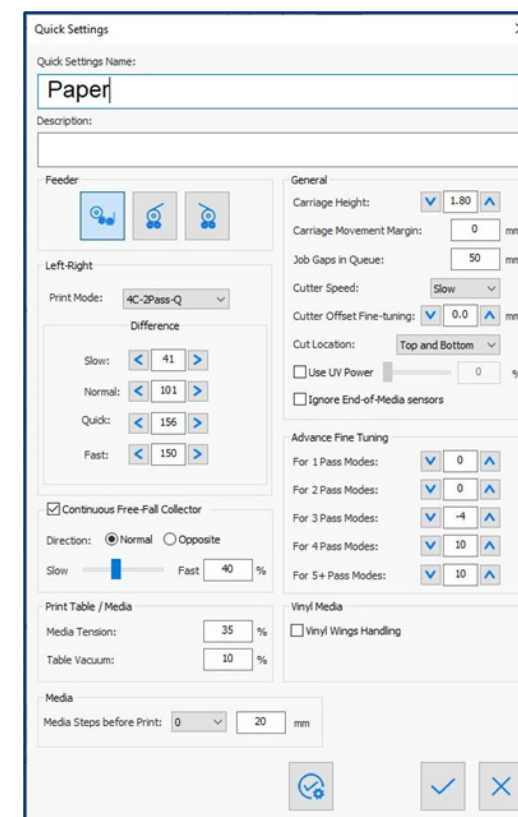 Quick Settings
Quick Settings Name:
Paper
Description:
Feeder
Left-Right
Print Mode: 4C-2Pass-Q
Difference
Slow: 41
Normal: 101
Quick: 156
Fast: 150
Continuous Free-Fall Collector
Direction: Normal Opposite
Slow Fast 40 %
Print Table / Media
Media Tension: 35 %
Table Vacuum: 10 %
Media
Media Steps before Print: 0 20 mm
General
Carriage Height: 1.80
Carriage Movement Margin: 0 mm
Job Gaps in Queue: 50 mm
Cutter Speed: Slow
Cutter Offset Fine-tuning: 0.0 mm
Cut Location: Top and Bottom
Use UV Power 0 %
Ignore End-of-Media sensors
Advance Fine Tuning
For 1 Pass Modes: 0
For 2 Pass Modes: 0
For 3 Pass Modes: -4
For 4 Pass Modes: 10
For 5+ Pass Modes: 10
Vinyl Media
Vinyl Wings Handling